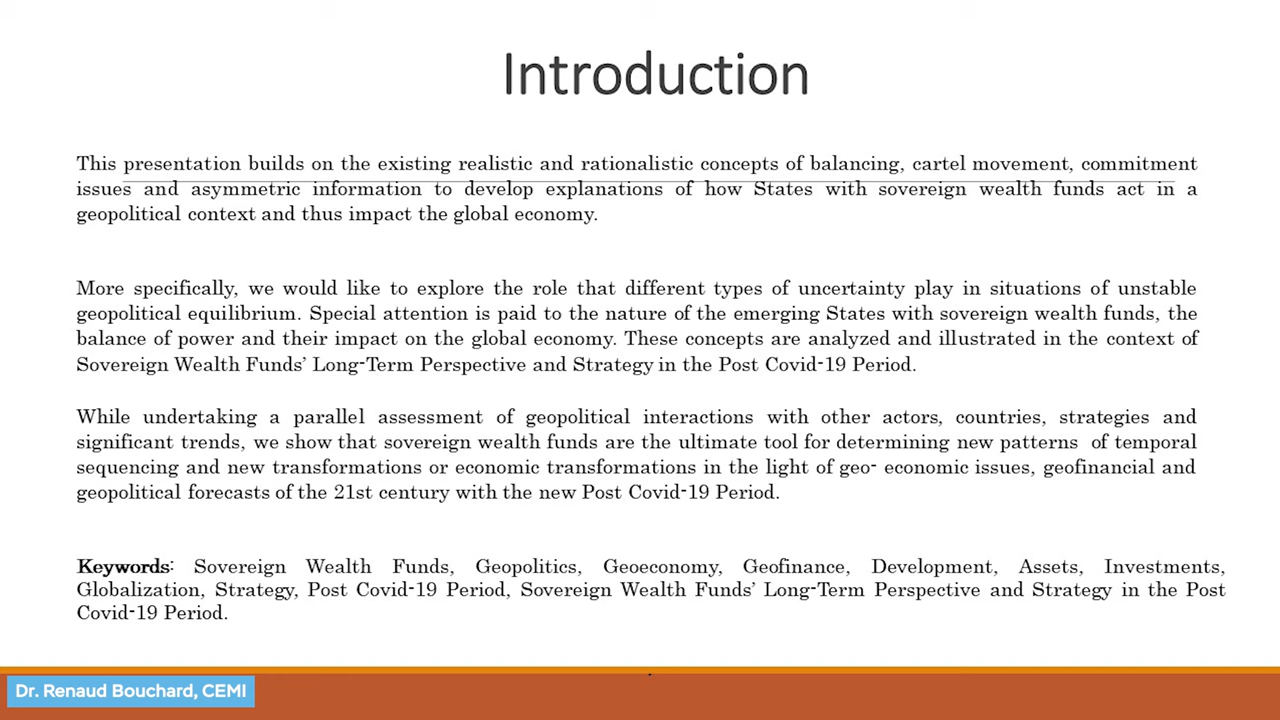 Introduction
This presentation builds on the existing realistic and rationalistic concepts of balancing, cartel movement, commitment
issues and asymmetric information to develop explanations of how States with sovereign wealth funds act in a
geopolitical context and thus impact the global economy.
More specifically, we would like to explore the role that different types of uncertainty play in situations of unstable
geopolitical equilibrium. Special attention is paid to the nature of the emerging States with sovereign wealth funds, the
balance of power and their impact on the global economy. These concepts are analyzed and illustrated in the context of
Sovereign Wealth Funds’ Long-Term Perspective and Strategy in the Post Covid-19 Period.
While undertaking a parallel assessment of geopolitical interactions with other actors, countries, strategies and
significant trends, we show that sovereign wealth funds are the ultimate tool for determining new patterns of temporal
sequencing and new transformations or economic transformations in the light of geo- economic issues, geofinancial and
geopolitical forecasts of the 21st century with the new Post Covid-19 Period.
Keywords: Sovereign Wealth Funds, Geopolitics, Geoeconomy, Geofinance, Development, Assets, Investments,
Globalization, Strategy, Post Covid-19 Period, Sovereign Wealth Funds’ Long-Term Perspective and Strategy in the Post
Covid-19 Period.
Dr. Renaud Bouchard, CEMI